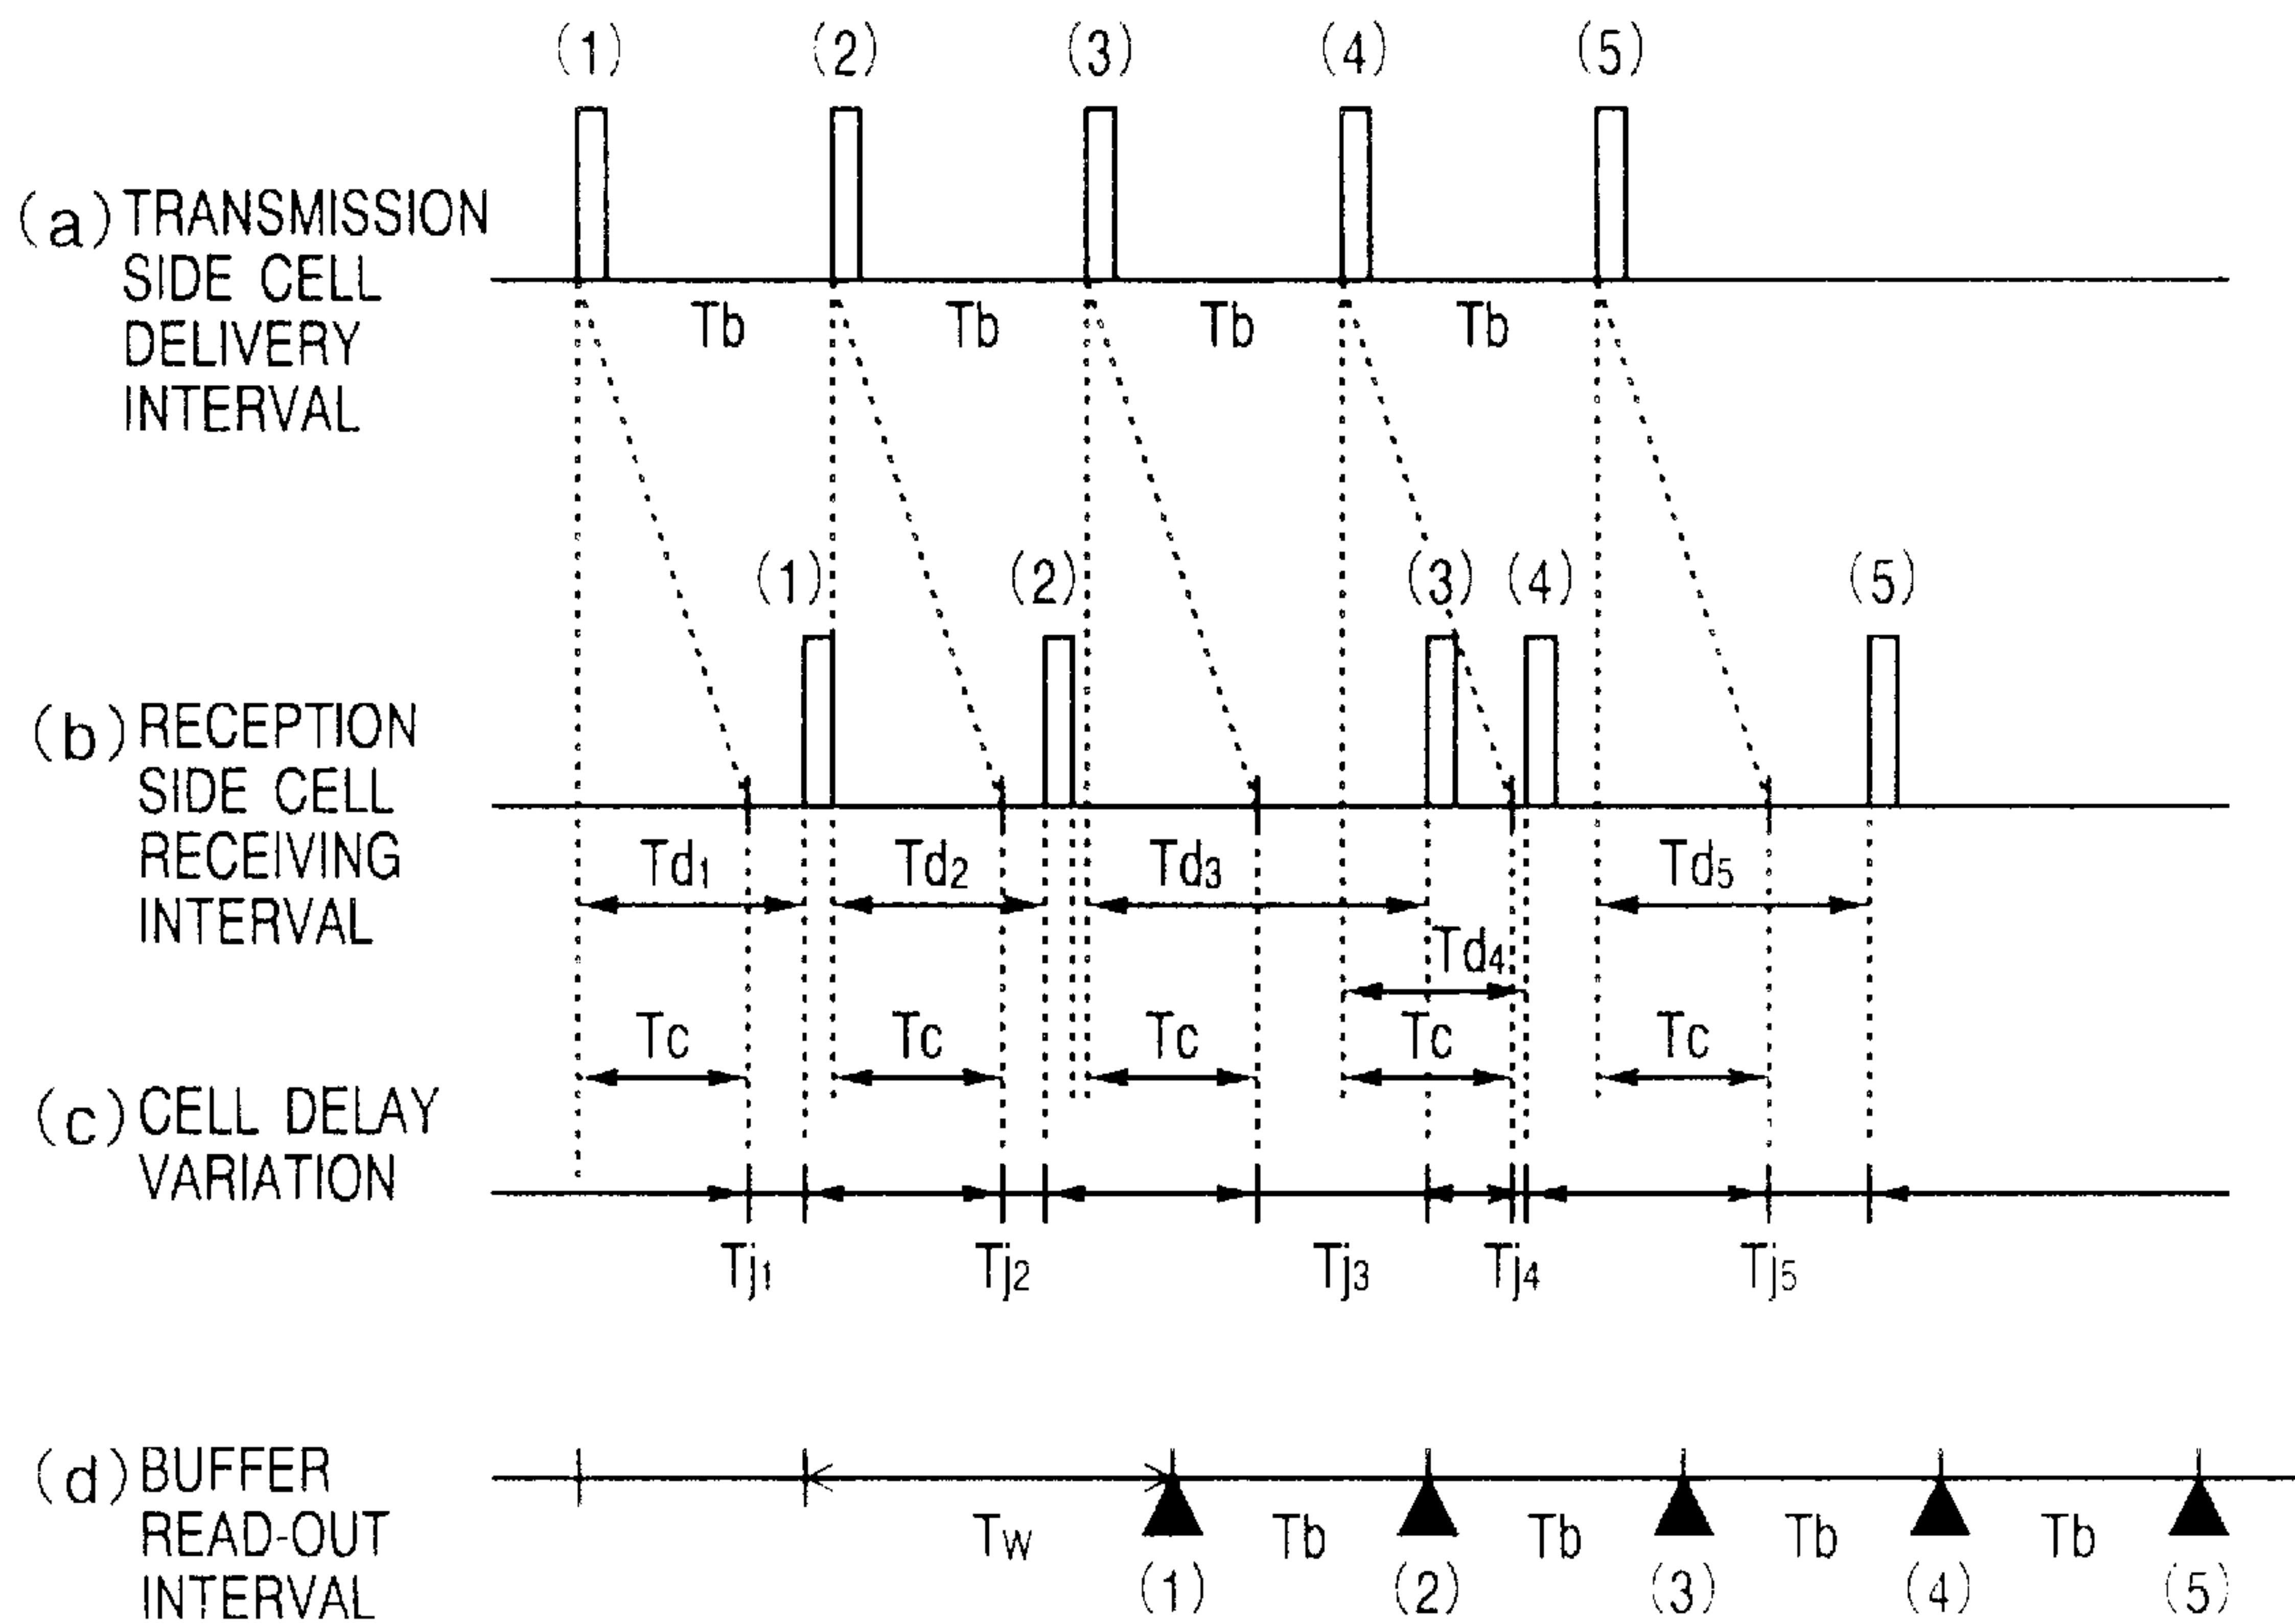 (1) (2) (3) (4) (5)
(a) TRANSMISSION
SIDE CELL
DELIVERY
INTERVAL
Tb Tb Tb Tb
(1) (2) (3) (4) (5)
(b) RECEPTION
SIDE CELL
RECEIVING
INTERVAL
Td1 Td2 Td3 Td5
Td4
Tc Tc Tc Tc Tc
(c) CELL DELAY
VARIATION
Tj1 Tj2 Tj3 Tj4 Tj5
(d) BUFFER
READ-OUT
INTERVAL
Tw Tb Tb Tb Tb
(1) (2) (3) (4) (5)